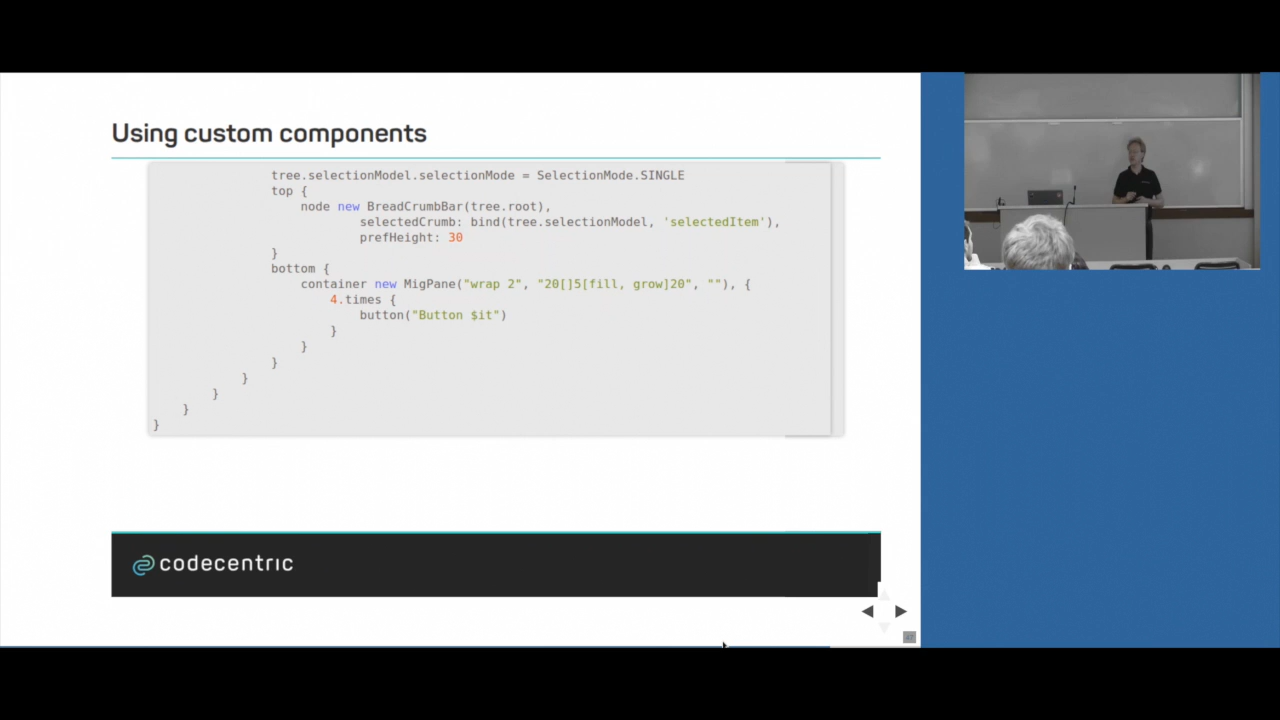 Using custom components
tree.selectionModel.selectionMode = SelectionMode.SINGLE
top {
node new BreadCrumbBar(tree.root),
selectedCrumb: bind(tree.selectionModel, 'selectedItem'),
prefHeight: 30
}
bottom {
container new MigPane("wrap 2", "20[]5[fill, grow]20", ""), {
4.times {
button("Button $it")
}
}
}
}
}
}
}
codecentric